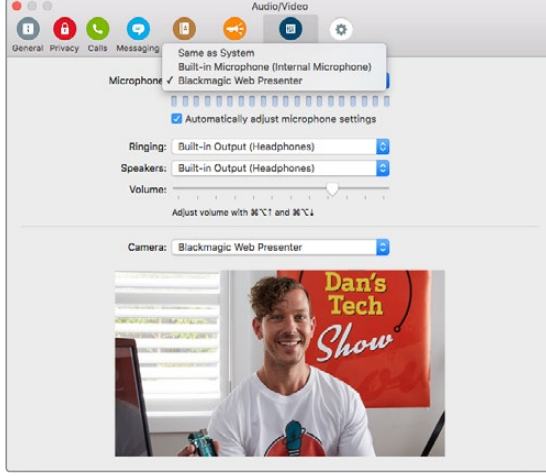 Audio/Video
General Privacy Calls Messaging
Same as System
Built-in Microphone (Internal Microphone)
Microphone ✓ Blackmagic Web Presenter
Automatically adjust microphone settings
Ringing: Built-in Output (Headphones)
Speakers: Built-in Output (Headphones)
Volume:
Adjust volume with ⌘⌥↑ and ⌘⌥↓
Camera: Blackmagic Web Presenter
Dan's
Tech
Show